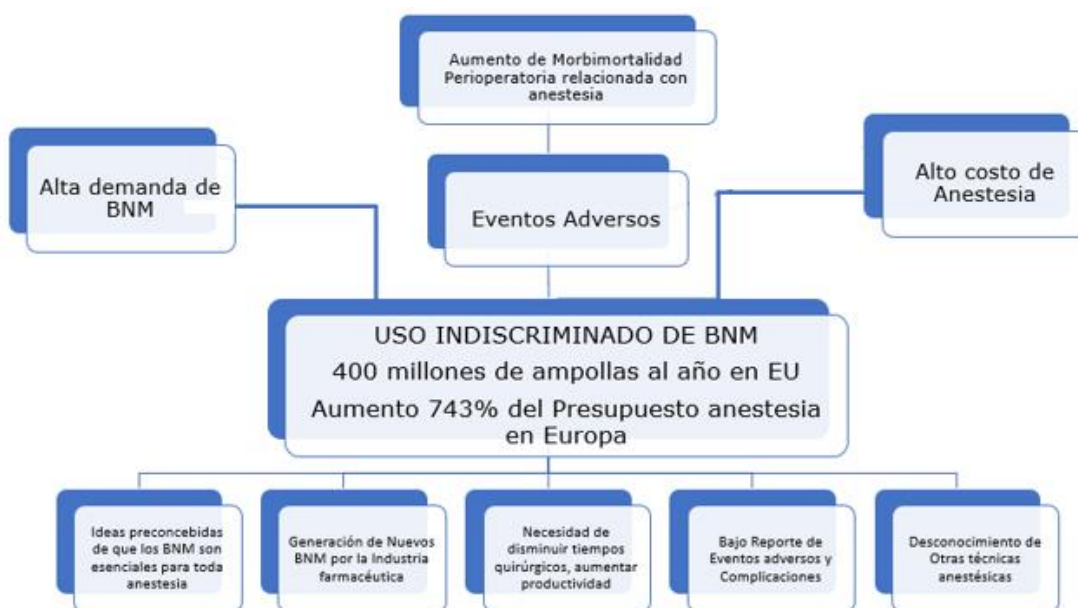 Aumento de Morbimortalidad
Perioperatoria relacionada con
anestesia
Alta demanda de
BNM
Eventos Adversos
Alto costo de
Anestesia
USO INDISCRIMINADO DE BNM
400 millones de ampollas al año en EU
Aumento 743% del Presupuesto anestesia
en Europa
Ideas preconcebidas
de que los BNM son
esenciales para toda
anestesia
Generación de Nuevos
BNM por la Industria
farmacéutica
Necesidad de
disminuir tiempos
quirúrgicos, aumentar
productividad
Bajo Reporte de
Eventos adversos y
Complicaciones
Desconocimiento de
Otras técnicas
anestésicas